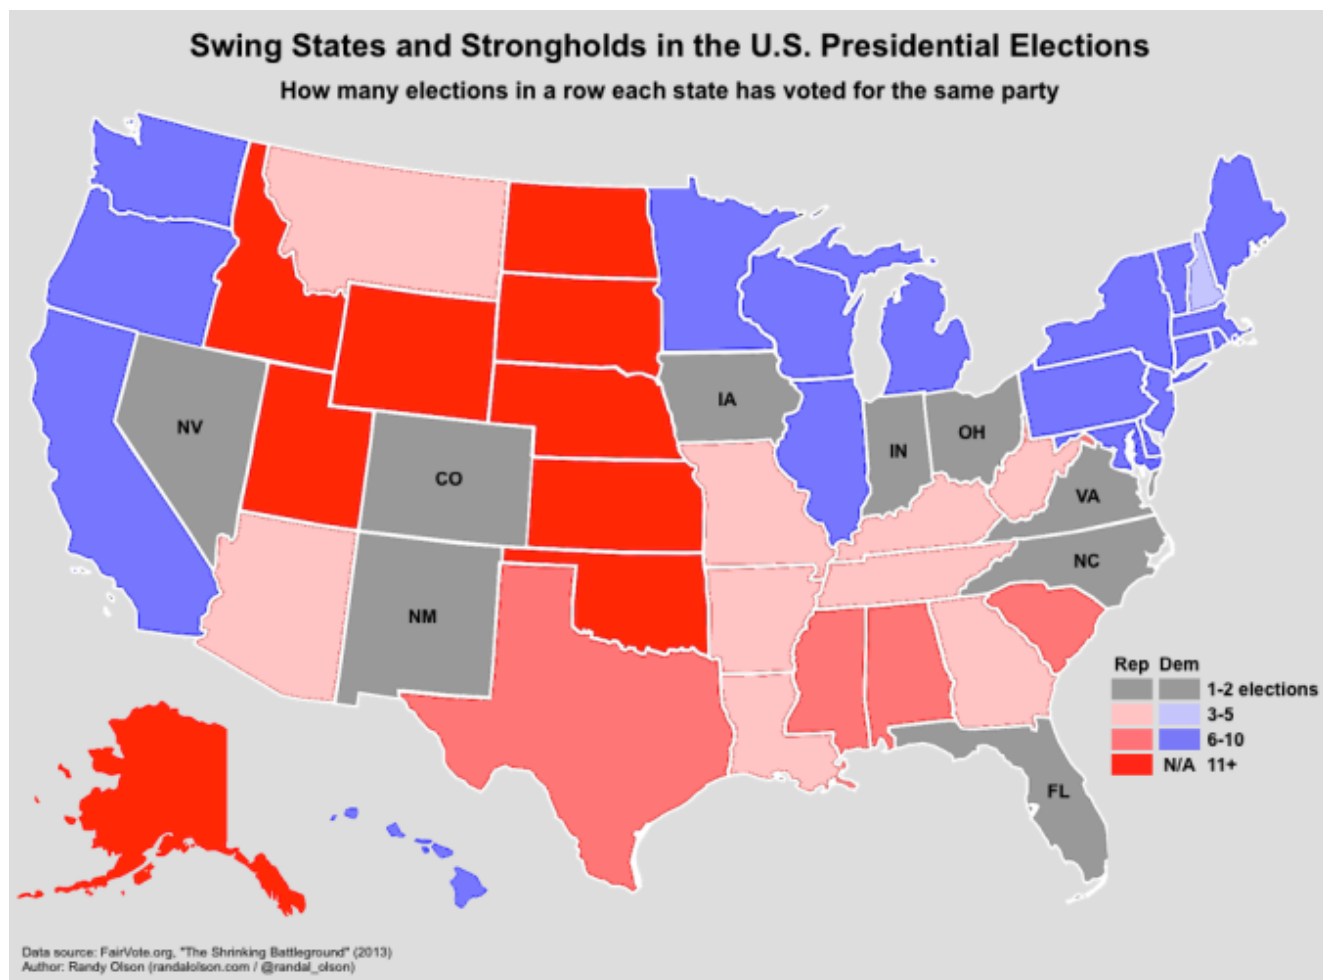 Swing States and Strongholds in the U.S. Presidential Elections
How many elections in a row each state has voted for the same party
IA
NV
OH
IN
CO
VA
NC
NM
Rep Dem
1-2 elections
3-5
6-10
N/A 11+
FL
Data source: FairVote.org, "The Shrinking Battleground" (2013)
Author: Randy Olson (randalolson.com / @randal_olson)